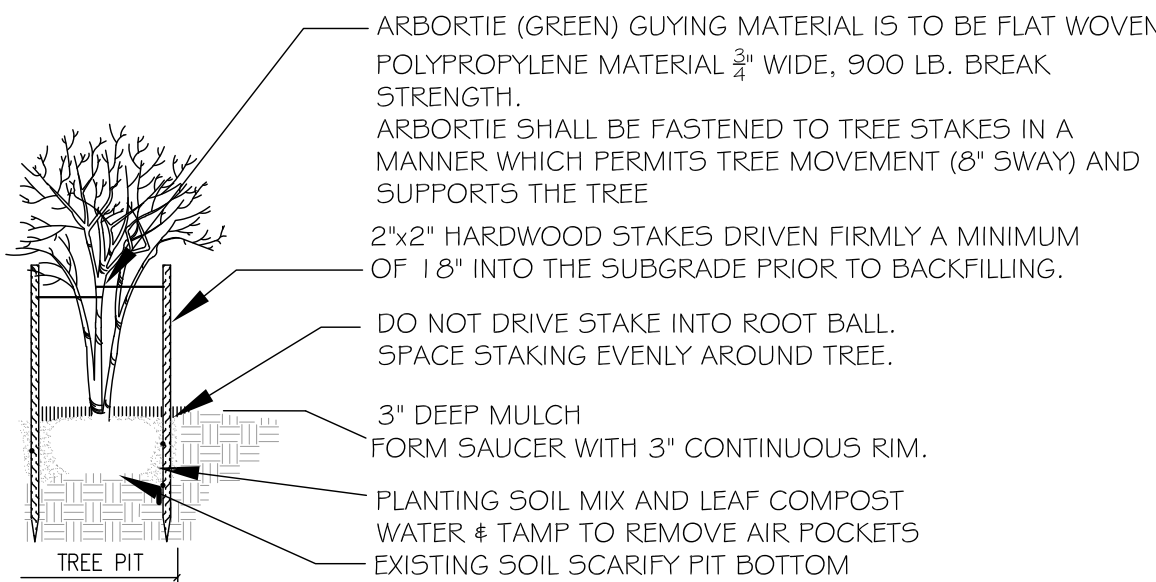 ARBORTIE (GREEN) GUYING MATERIAL IS TO BE FLAT WOVEN
POLYPROPYLENE MATERIAL 3/4" WIDE, 900 LB. BREAK
STRENGTH.
ARBORTIE SHALL BE FASTENED TO TREE STAKES IN A
MANNER WHICH PERMITS TREE MOVEMENT (8" SWAY) AND
SUPPORTS THE TREE
2"x2" HARDWOOD STAKES DRIVEN FIRMLY A MINIMUM
OF 18" INTO THE SUBGRADE PRIOR TO BACKFILLING.
DO NOT DRIVE STAKE INTO ROOT BALL.
SPACE STAKING EVENLY AROUND TREE.
3" DEEP MULCH
FORM SAUCER WITH 3" CONTINUOUS RIM.
PLANTING SOIL MIX AND LEAF COMPOST
WATER & TAMP TO REMOVE AIR POCKETS
EXISTING SOIL SCARIFY PIT BOTTOM
TREE PIT